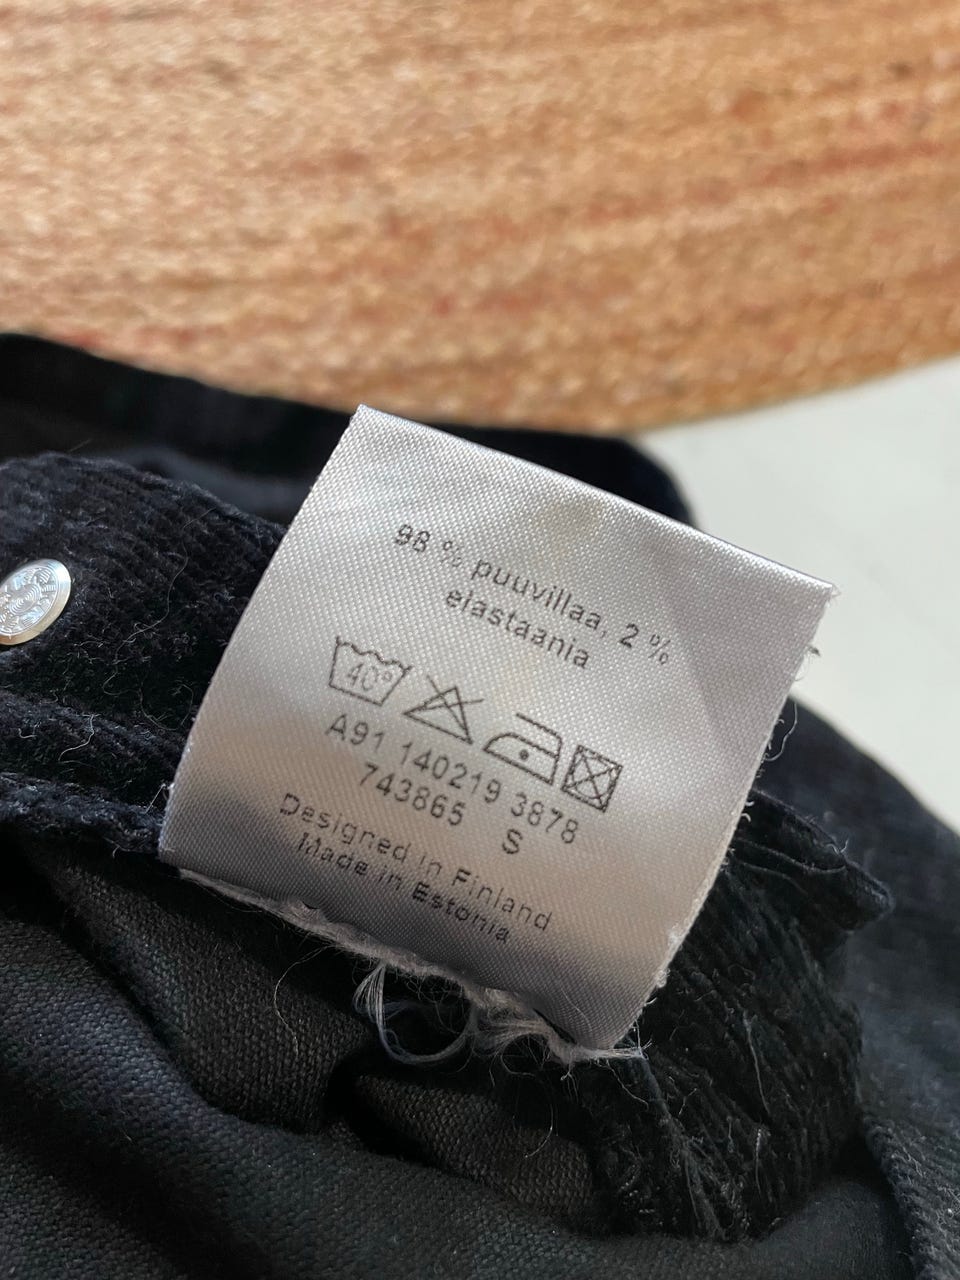 98 % puuvillaa, 2 %
elastaania
40°
A91 140219 3878
743865 S
Designed in Finland
Made in Estonia